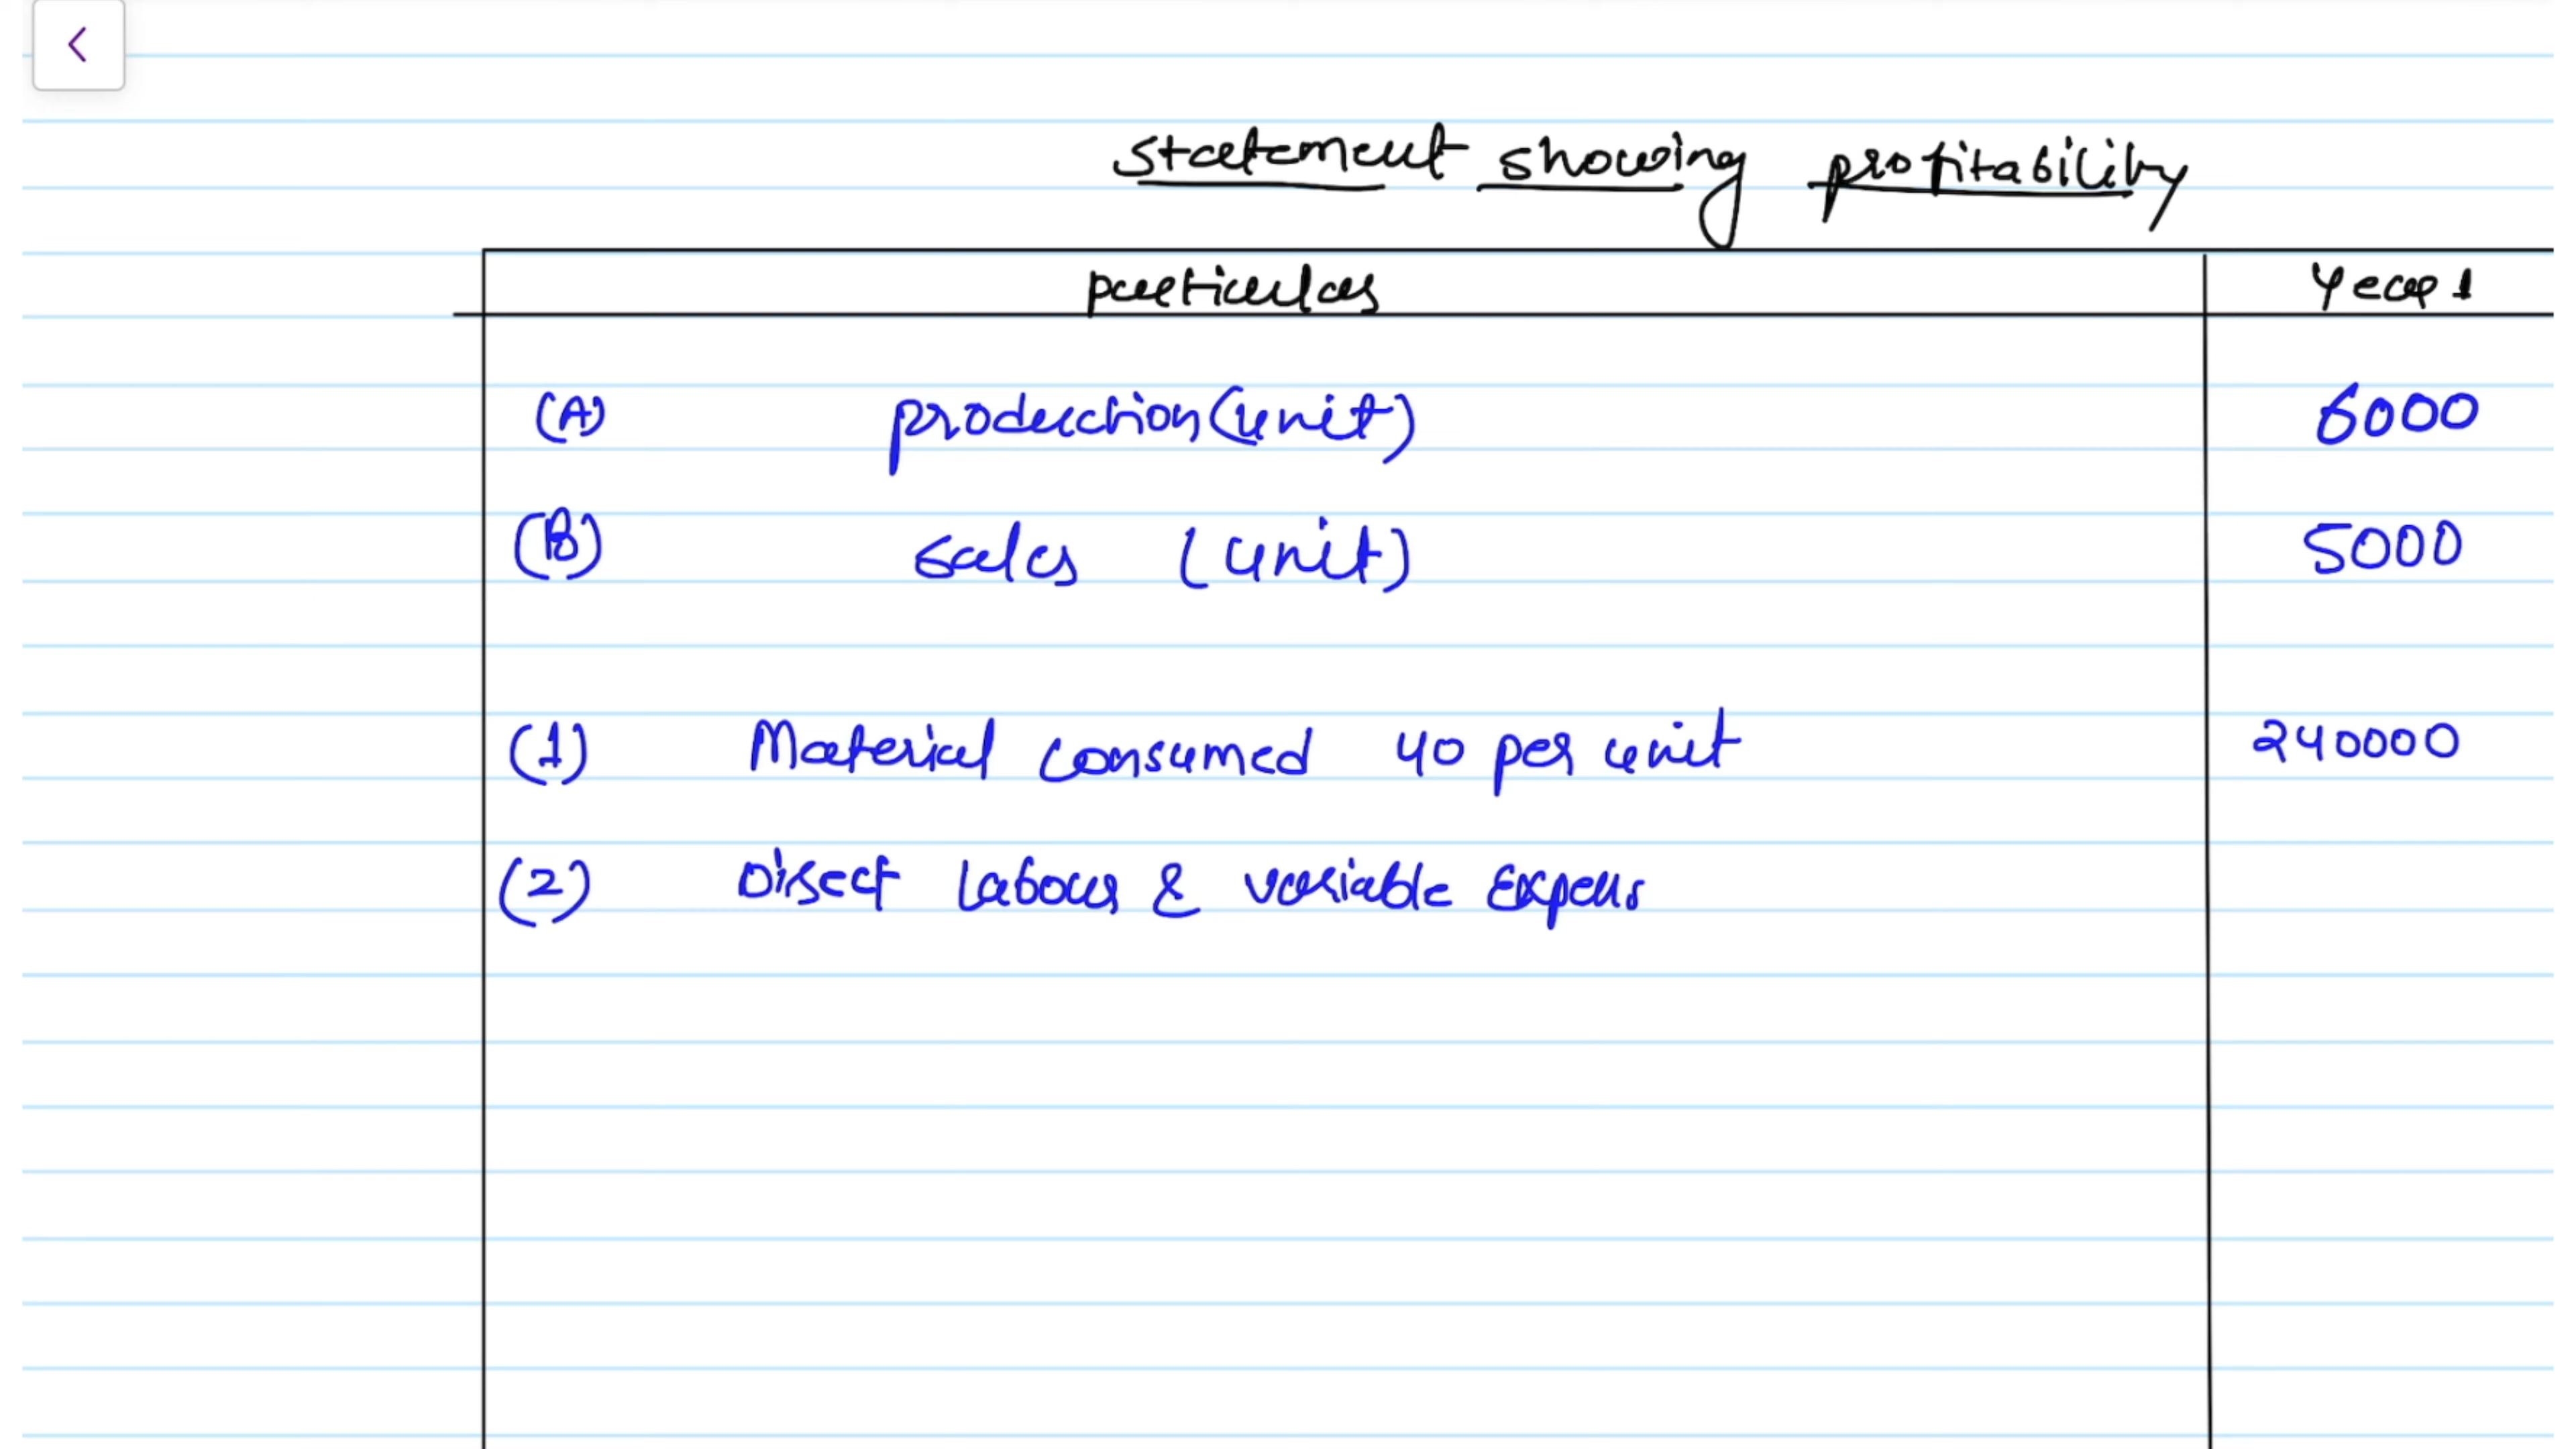 Statement showing profitability
particulars Year 1
(A) production (unit) 6000
(B) sales (unit) 5000
(1) Material consumed 40 per unit 240000
(2) Direct Labour & variable Expens